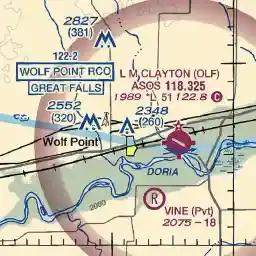 2827
(381)
122.2
WOLF POINT RCO
GREAT FALLS
L M CLAYTON (OLF)
ASOS 118.325
1989 *L 51 122.8 C
2552
(320)
2348
(260)
Wolf Point
DORIA
R
VINE (Pvt)
2075 - 18